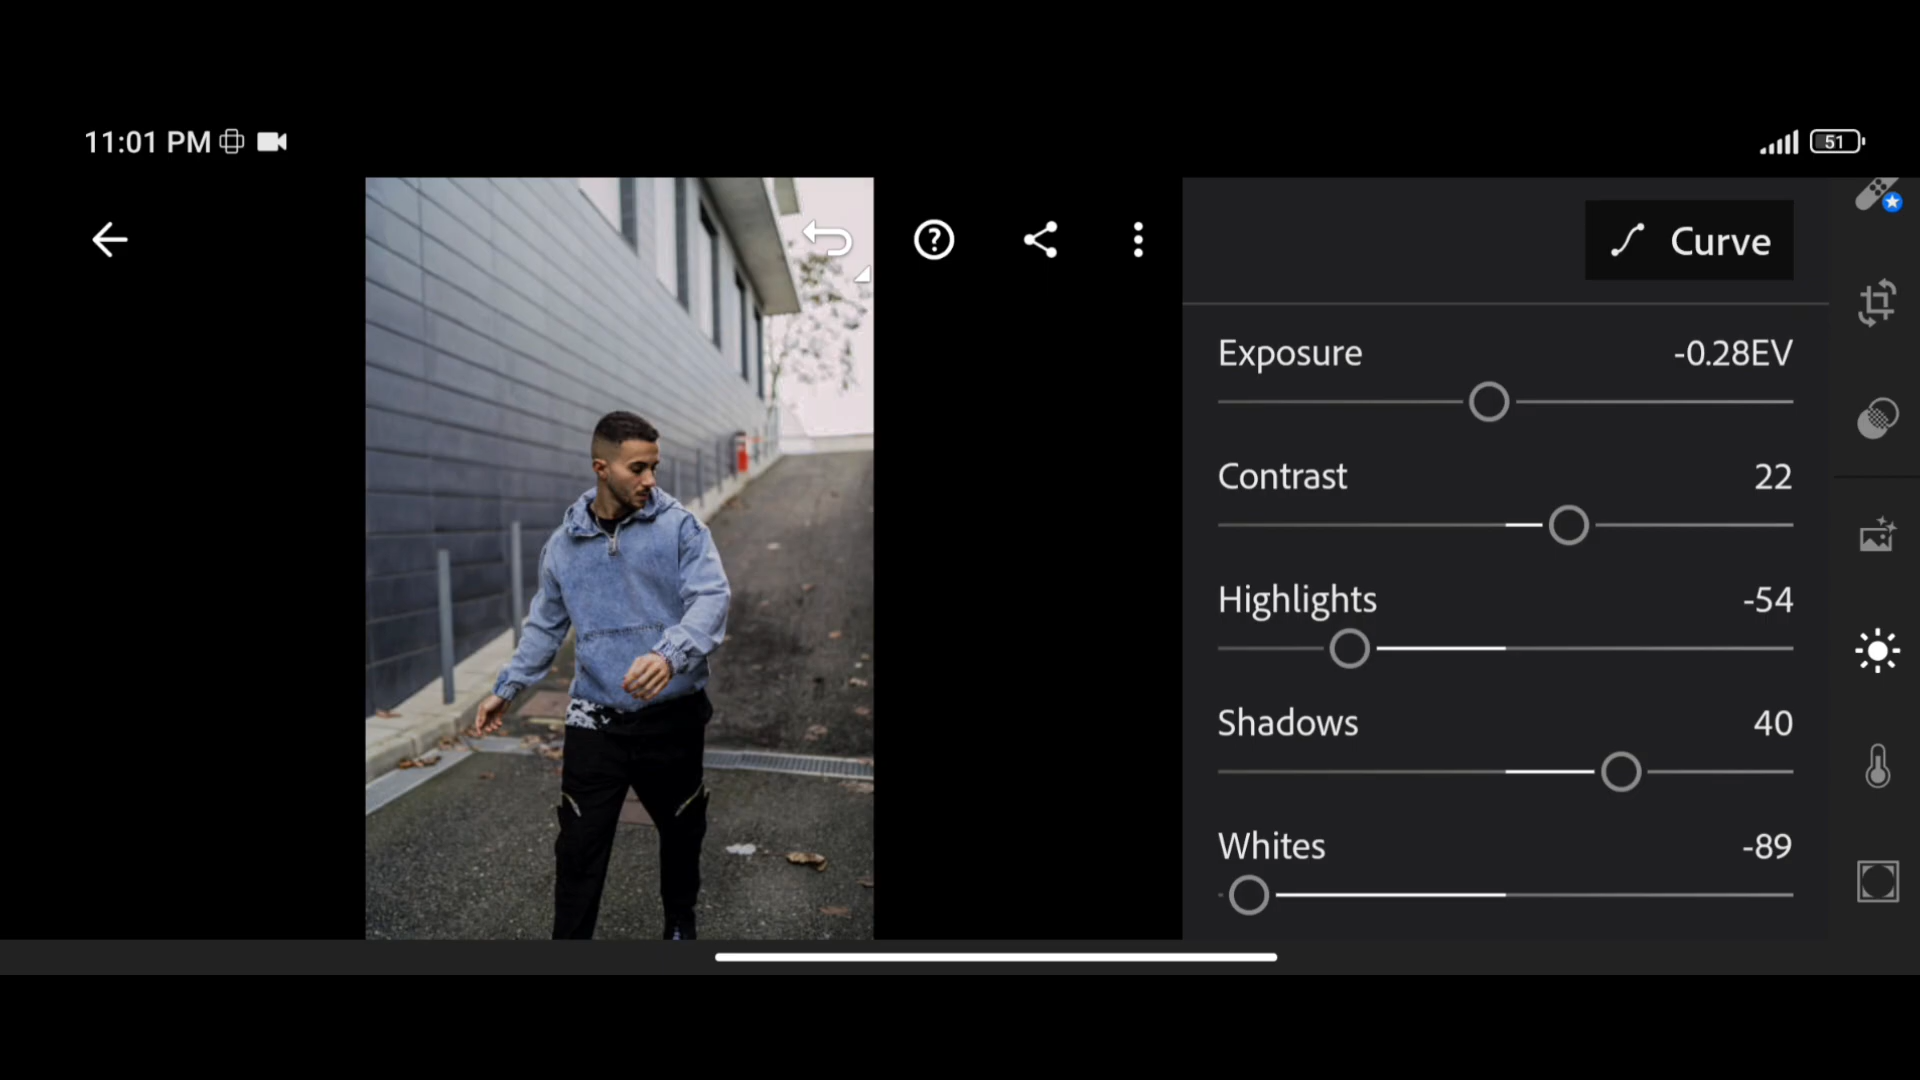 11:01 PM
51
Curve
Exposure -0.28EV
Contrast 22
Highlights -54
Shadows 40
Whites -89